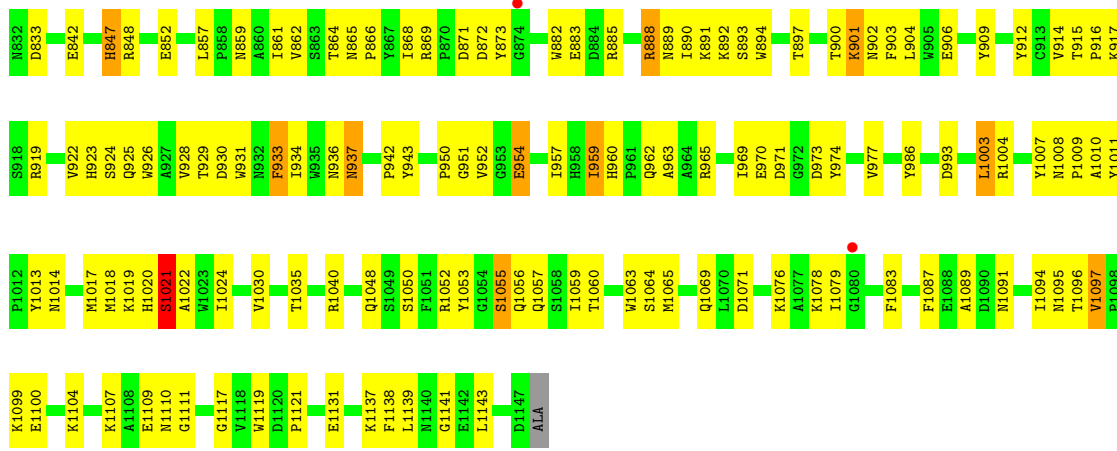 N832 D833 E842 H847 R848 E852 L857 P858 N859 A860 I861 V862 S863 T864 N865 P866 Y867 I868 R869 P870 D871 D872 Y873 G874 W882 E883 D884 R885 R888 N889 I890 K891 K892 S893 W894 T897 T900 K901 N902 F903 L904 W905 E906 Y909 Y912 C913 V914 T915 P916 K917
S918 R919 V922 H923 S924 Q925 W926 A927 V928 T929 D930 W931 N932 F933 I934 W935 N936 N937 P942 Y943 P950 G951 V952 G953 E954 I957 H958 I959 H960 P961 Q962 A963 A964 R965 I969 E970 D971 G972 D973 Y974 V977 Y986 D993 L1003 R1004 Y1007 N1008 P1009 A1010 Y1011
P1012 Y1013 N1014 M1017 M1018 K1019 H1020 S1021 A1022 W1023 I1024 V1030 T1035 R1040 Q1048 S1049 S1050 F1051 R1052 Y1053 G1054 S1055 Q1056 Q1057 S1058 I1059 T1060 W1063 S1064 M1065 Q1069 L1070 D1071 K1076 A1077 K1078 I1079 G1080 F1083 F1087 E1088 A1089 D1090 N1091 I1094 N1095 T1096 V1097 P1098
K1099 E1100 K1104 K1107 A1108 E1109 N1110 G1111 G1117 V1118 W1119 D1120 P1121 E1131 K1137 F1138 L1139 N1140 G1141 E1142 L1143 D1147 ALA